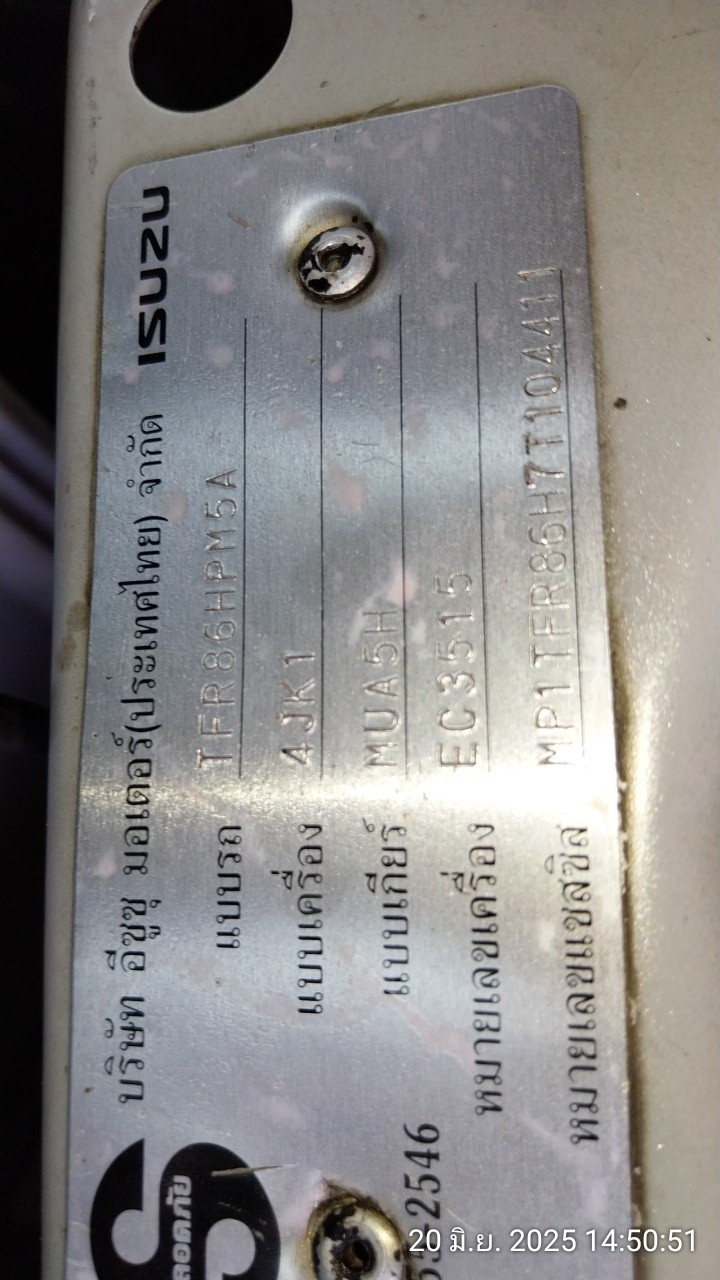 บริษัท อีซูซุ มอเตอร์(ประเทศไทย) จำกัด ISUZU
แบบรถ TFR86HPM5A
แบบเครื่อง 4JK1
แบบเกียร์ MUA5H
หมายเลขเครื่อง EC3515
หมายเลขแชสซิส MP1TFR86H7T104411
-2546
20 มิ.ย. 2025 14:50:51